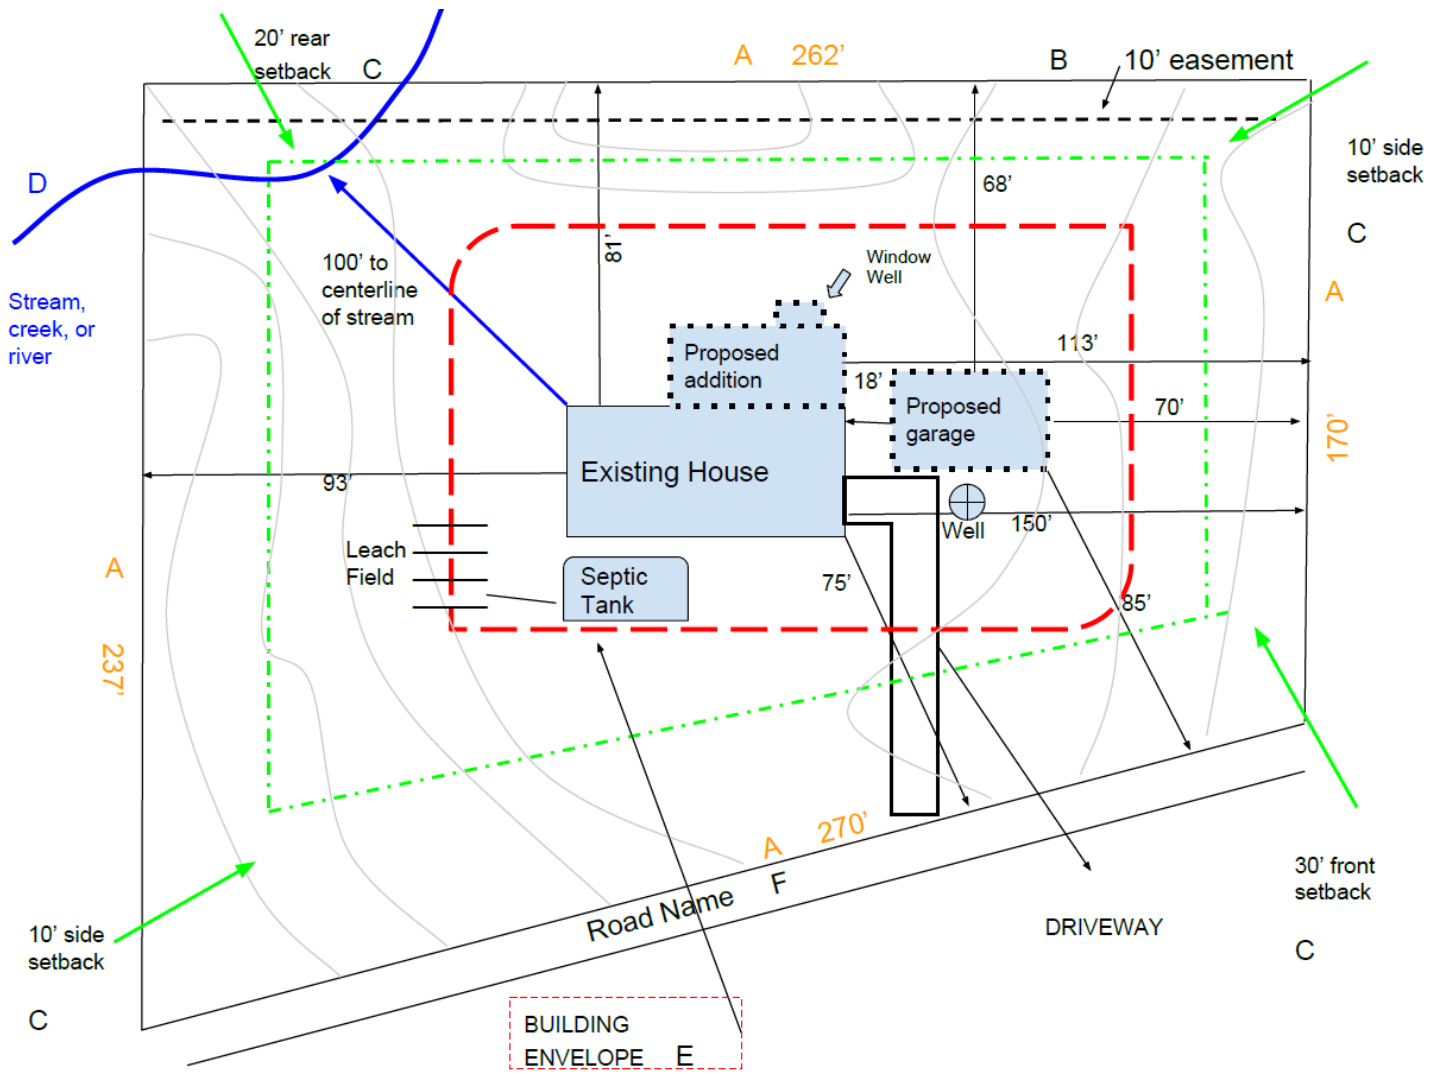 20’ rear
setback
C
A 262’
B
10’ easement
10’ side
setback
C
D
68’
81’
Window
Well
100’ to
centerline
of stream
Stream,
creek, or
river
A
170’
113’
Proposed
addition
18’
Proposed
garage
70’
Existing House
93’
Well
150’
Leach
Field
Septic
Tank
75’
85’
A
237’
A 270’
Road Name F
30’ front
setback
C
DRIVEWAY
10’ side
setback
C
BUILDING
ENVELOPE E